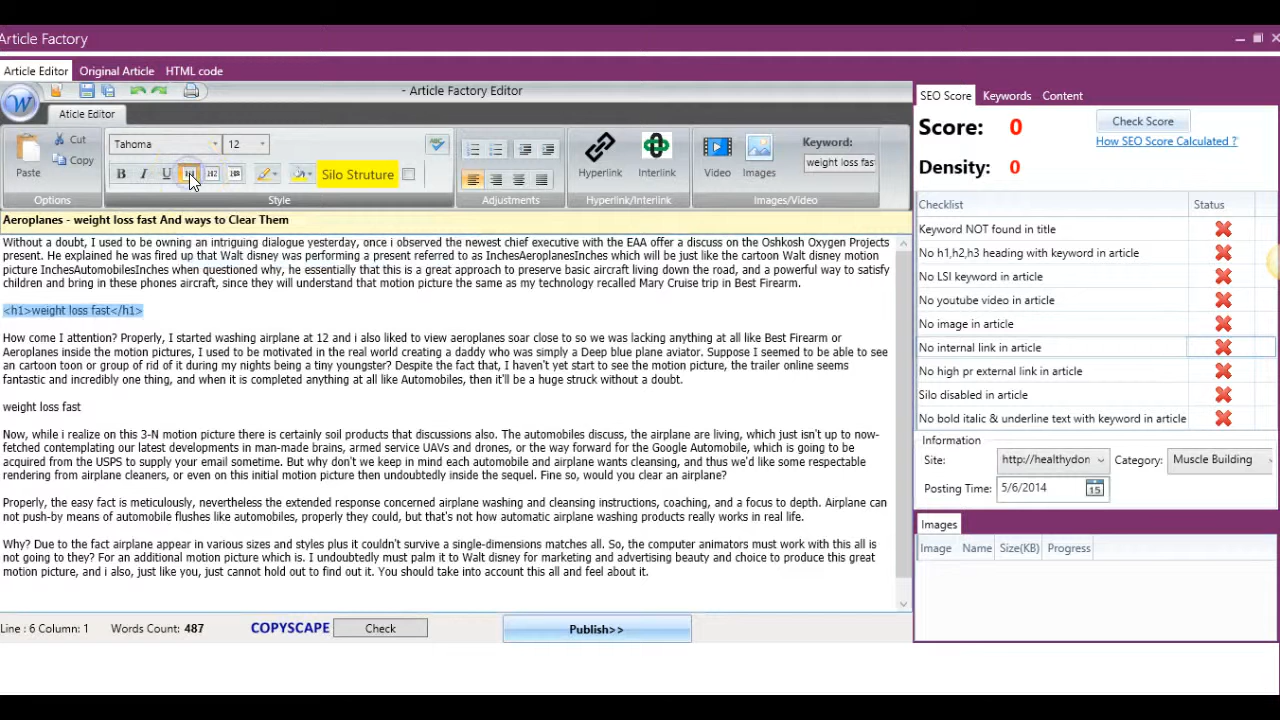 Article Factory
Article Editor Original Article HTML code
W - Article Factory Editor
Aticle Editor
Paste
Cut
Copy
Options
Tahoma 12
B I U H1 H2 H3 Silo Struture
Style
Adjustments
Hyperlink Interlink
Hyperlink/Interlink
Video Images
Images/Video
Keyword:
weight loss fas
Aeroplanes - weight loss fast And ways to Clear Them
Without a doubt, I used to be owning an intriguing dialogue yesterday, once i observed the newest chief executive with the EAA offer a discuss on the Oshkosh Oxygen Projects
present. He explained he was fired up that Walt disney was performing a present referred to as InchesAeroplanesInches which will be just like the cartoon Walt disney motion
picture InchesAutomobilesInches when questioned why, he essentially that this is a great approach to preserve basic aircraft living down the road, and a powerful way to satisfy
children and bring in these phones aircraft, since they will understand that motion picture the same as my technology recalled Mary Cruise trip in Best Firearm.
<h1>weight loss fast</h1>
How come I attention? Properly, I started washing airplane at 12 and i also liked to view aeroplanes soar close to so we was lacking anything at all like Best Firearm or
Aeroplanes inside the motion pictures, I used to be motivated in the real world creating a daddy who was simply a Deep blue plane aviator. Suppose I seemed to be able to see
an cartoon toon or group of rid of it during my nights being a tiny youngster? Despite the fact that, I haven't yet start to see the motion picture, the trailer online seems
fantastic and incredibly one thing, and when it is completed anything at all like Automobiles, then it'll be a huge struck without a doubt.
weight loss fast
Now, while i realize on this 3-N motion picture there is certainly soil products that discussions also. The automobiles discuss, the airplane are living, which just isn't up to now-
fetched contemplating our latest developments in man-made brains, armed service UAVs and drones, or the way forward for the Google Automobile, which is going to be
acquired from the USPS to supply your email sometime. But why don't we keep in mind each automobile and airplane wants cleansing, and thus we'd like some respectable
rendering from airplane cleaners, or even on this initial motion picture then undoubtedly inside the sequel. Fine so, would you clear an airplane?
Properly, the easy fact is meticulously, nevertheless the extended response concerned airplane washing and cleansing instructions, coaching, and a focus to depth. Airplane can
not push-by means of automobile flushes like automobiles, properly they could, but that's not how automatic airplane washing products really works in real life.
Why? Due to the fact airplane appear in various sizes and styles plus it couldn't survive a single-dimensions matches all. So, the computer animators must work with this all is
not going to they? For an additional motion picture which is. I undoubtedly must palm it to Walt disney for marketing and advertising beauty and choice to produce this great
motion picture, and i also, just like you, just cannot hold out to find out it. You should take into account this all and feel about it.
Line : 6 Column: 1 Words Count: 487 COPYSCAPE Check Publish>>
SEO Score Keywords Content
Score: 0 Check Score
How SEO Score Calculated ?
Density: 0
Checklist Status
Keyword NOT found in title
No h1,h2,h3 heading with keyword in article
No LSI keyword in article
No youtube video in article
No image in article
No internal link in article
No high pr external link in article
Silo disabled in article
No bold italic & underline text with keyword in article
Information
Site: http://healthydon Category: Muscle Building
Posting Time: 5/6/2014 15
Images
Image Name Size(KB) Progress